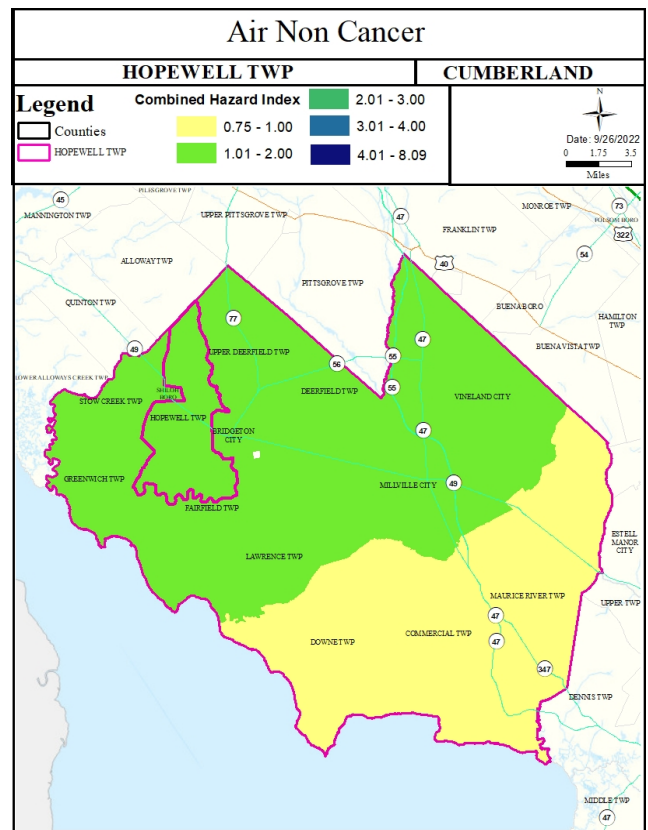 Air Non Cancer
HOPEWELL TWP
CUMBERLAND
Legend
Counties
HOPEWELL TWP
Combined Hazard Index
0.75 - 1.00
1.01 - 2.00
2.01 - 3.00
3.01 - 4.00
4.01 - 8.09
N
Date: 9/26/2022
0 1.75 3.5
Miles
PILESGROVE TWP
45
MANNINGTON TWP
UPPER PITTSGROVE TWP
47
MONROE TWP
73
FOLSOM BORO
322
FRANKLIN TWP
54
ALLOWAY TWP
40
PITTSGROVE TWP
QUINTON TWP
BUENA BORO
HAMILTON
TWP
77
49
47
BUENA VISTA TWP
UPPER DEERFIELD TWP
56
55
LOWER ALLOWAYS CREEK TWP
55
DEERFIELD TWP
STOW CREEK TWP
SHILOH
BORO
VINELAND CITY
HOPEWELL TWP
BRIDGETON
CITY
47
GREENWICH TWP
MILLVILLE CITY
49
FAIRFIELD TWP
ESTELL
MANOR
CITY
LAWRENCE TWP
MAURICE RIVER TWP
UPPER TWP
47
DOWNE TWP
COMMERCIAL TWP
47
347
DENNIS TWP
MIDDLE TWP
47